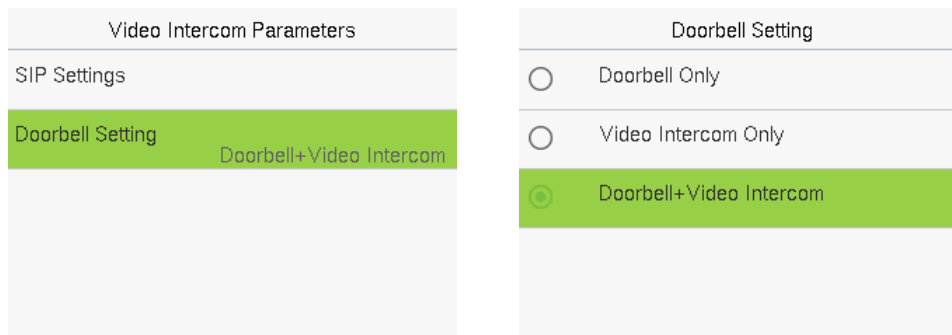 Video Intercom Parameters
SIP Settings
Doorbell Setting
Doorbell+Video Intercom
Doorbell Setting
Doorbell Only
Video Intercom Only
Doorbell+Video Intercom